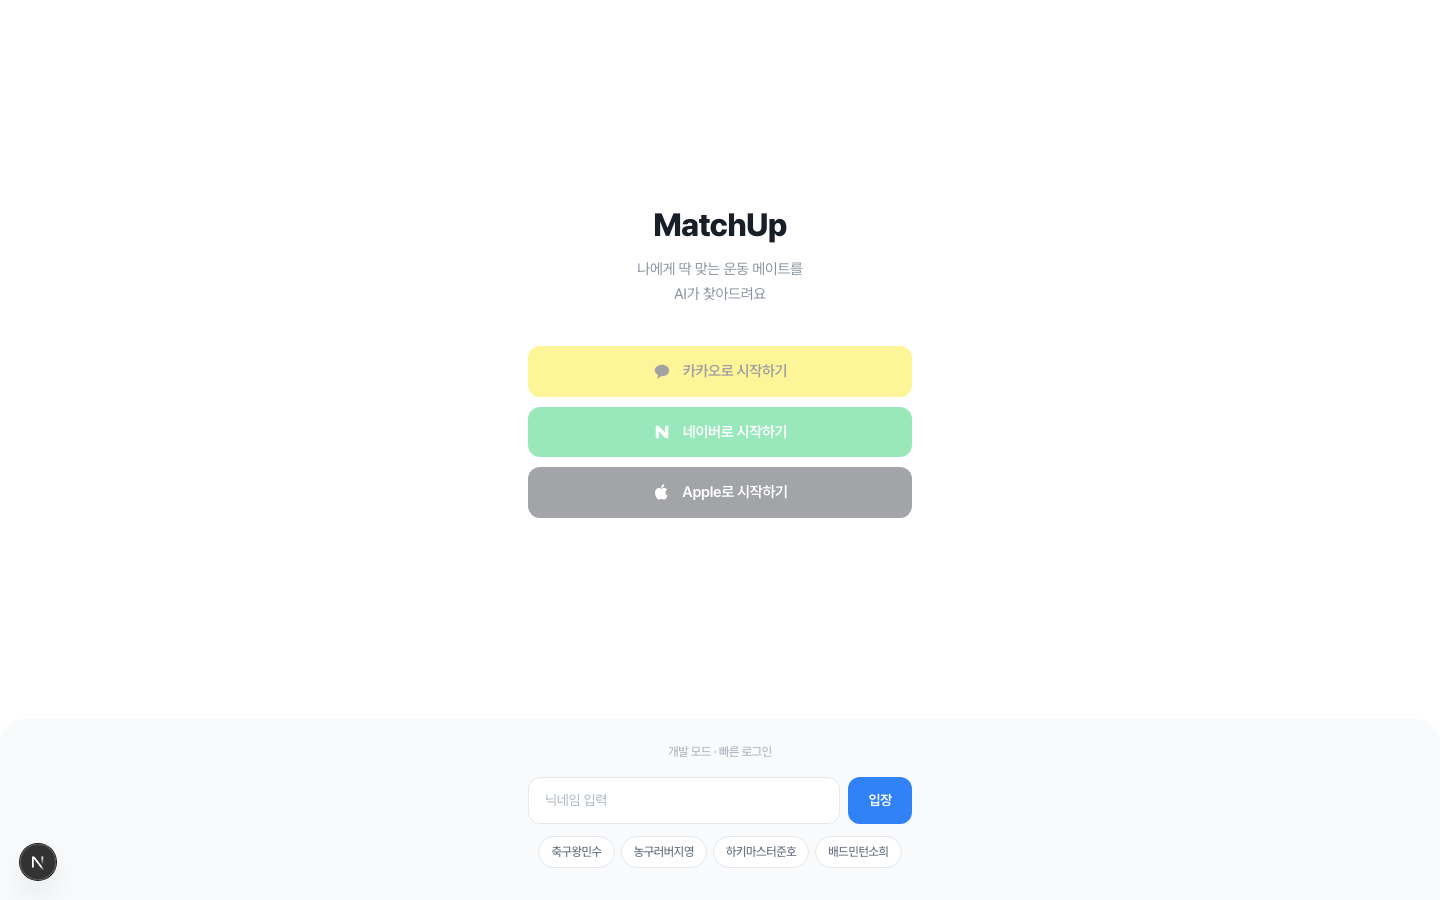 MatchUp
나에게 딱 맞는 운동 메이트를
AI가 찾아드려요
카카오로 시작하기
N 네이버로 시작하기
Apple로 시작하기
개발 모드 · 빠른 로그인
닉네임 입력
입장
축구왕민수 농구러버지영 하키마스터준호 배드민턴소희
N